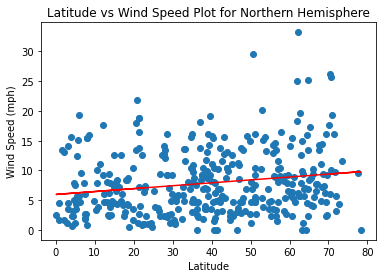 Latitude vs Wind Speed Plot for Northern Hemisphere
Wind Speed (mph)
30
25
20
15
10
5
0
0 10 20 30 40 50 60 70 80
Latitude